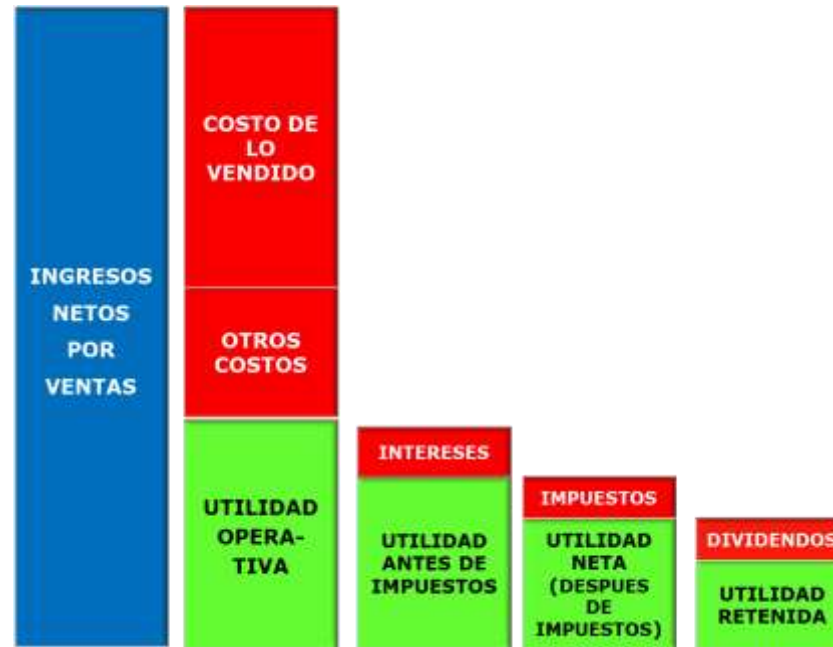 INGRESOS
NETOS
POR
VENTAS
COSTO DE
LO
VENDIDO
OTROS
COSTOS
UTILIDAD
OPERA-
TIVA
INTERESES
UTILIDAD
ANTES DE
IMPUESTOS
IMPUESTOS
UTILIDAD
NETA
(DESPUES
DE
IMPUESTOS)
DIVIDENDOS
UTILIDAD
RETENIDA